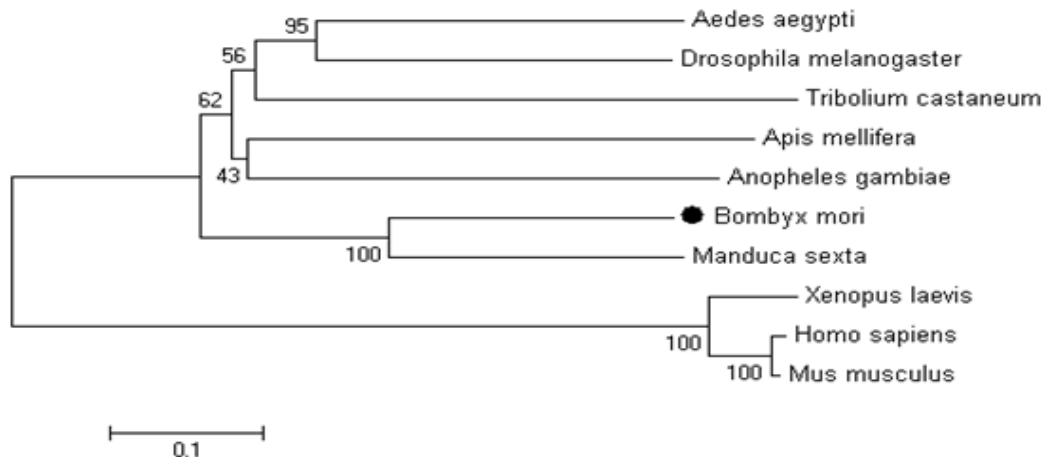 95
Aedes aegypti
56
Drosophila melanogaster
62
Tribolium castaneum
Apis mellifera
43
Anopheles gambiae
Bombyx mori
100
Manduca sexta
Xenopus laevis
100
Homo sapiens
100
Mus musculus
0.1